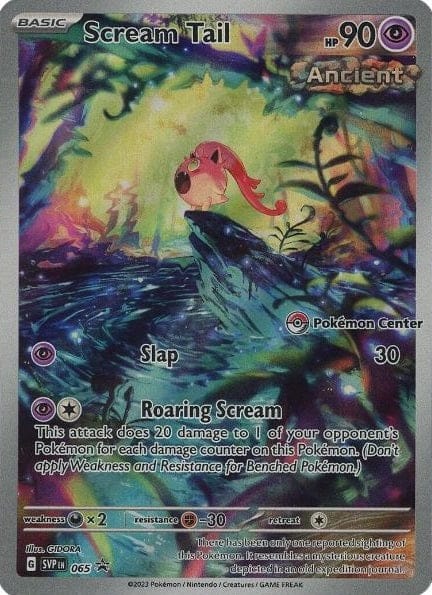 BASIC
Scream Tail
HP 90
Ancient
Pokémon Center
Slap 30
Roaring Scream
This attack does 20 damage to 1 of your opponent's
Pokémon for each damage counter on this Pokémon. (Don't
apply Weakness and Resistance for Benched Pokémon.)
weakness ×2 resistance -30 retreat
Illus. GIDORA
G SVP EN 065
There has been only one reported sighting of
this Pokémon. It resembles a mysterious creature
depicted in an old expedition journal.
©2023 Pokémon / Nintendo / Creatures / GAME FREAK